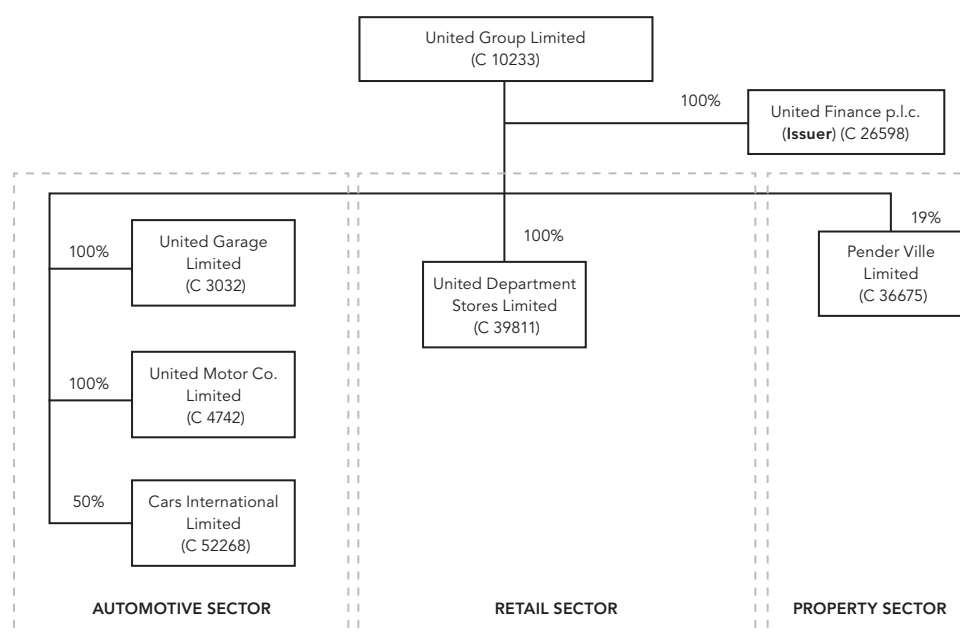 United Group Limited
(C 10233)
100%
United Finance p.l.c.
(Issuer) (C 26598)
100%
United Garage
Limited
(C 3032)
100%
United Motor Co.
Limited
(C 4742)
50%
Cars International
Limited
(C 52268)
AUTOMOTIVE SECTOR
100%
United Department
Stores Limited
(C 39811)
RETAIL SECTOR
19%
Pender Ville
Limited
(C 36675)
PROPERTY SECTOR